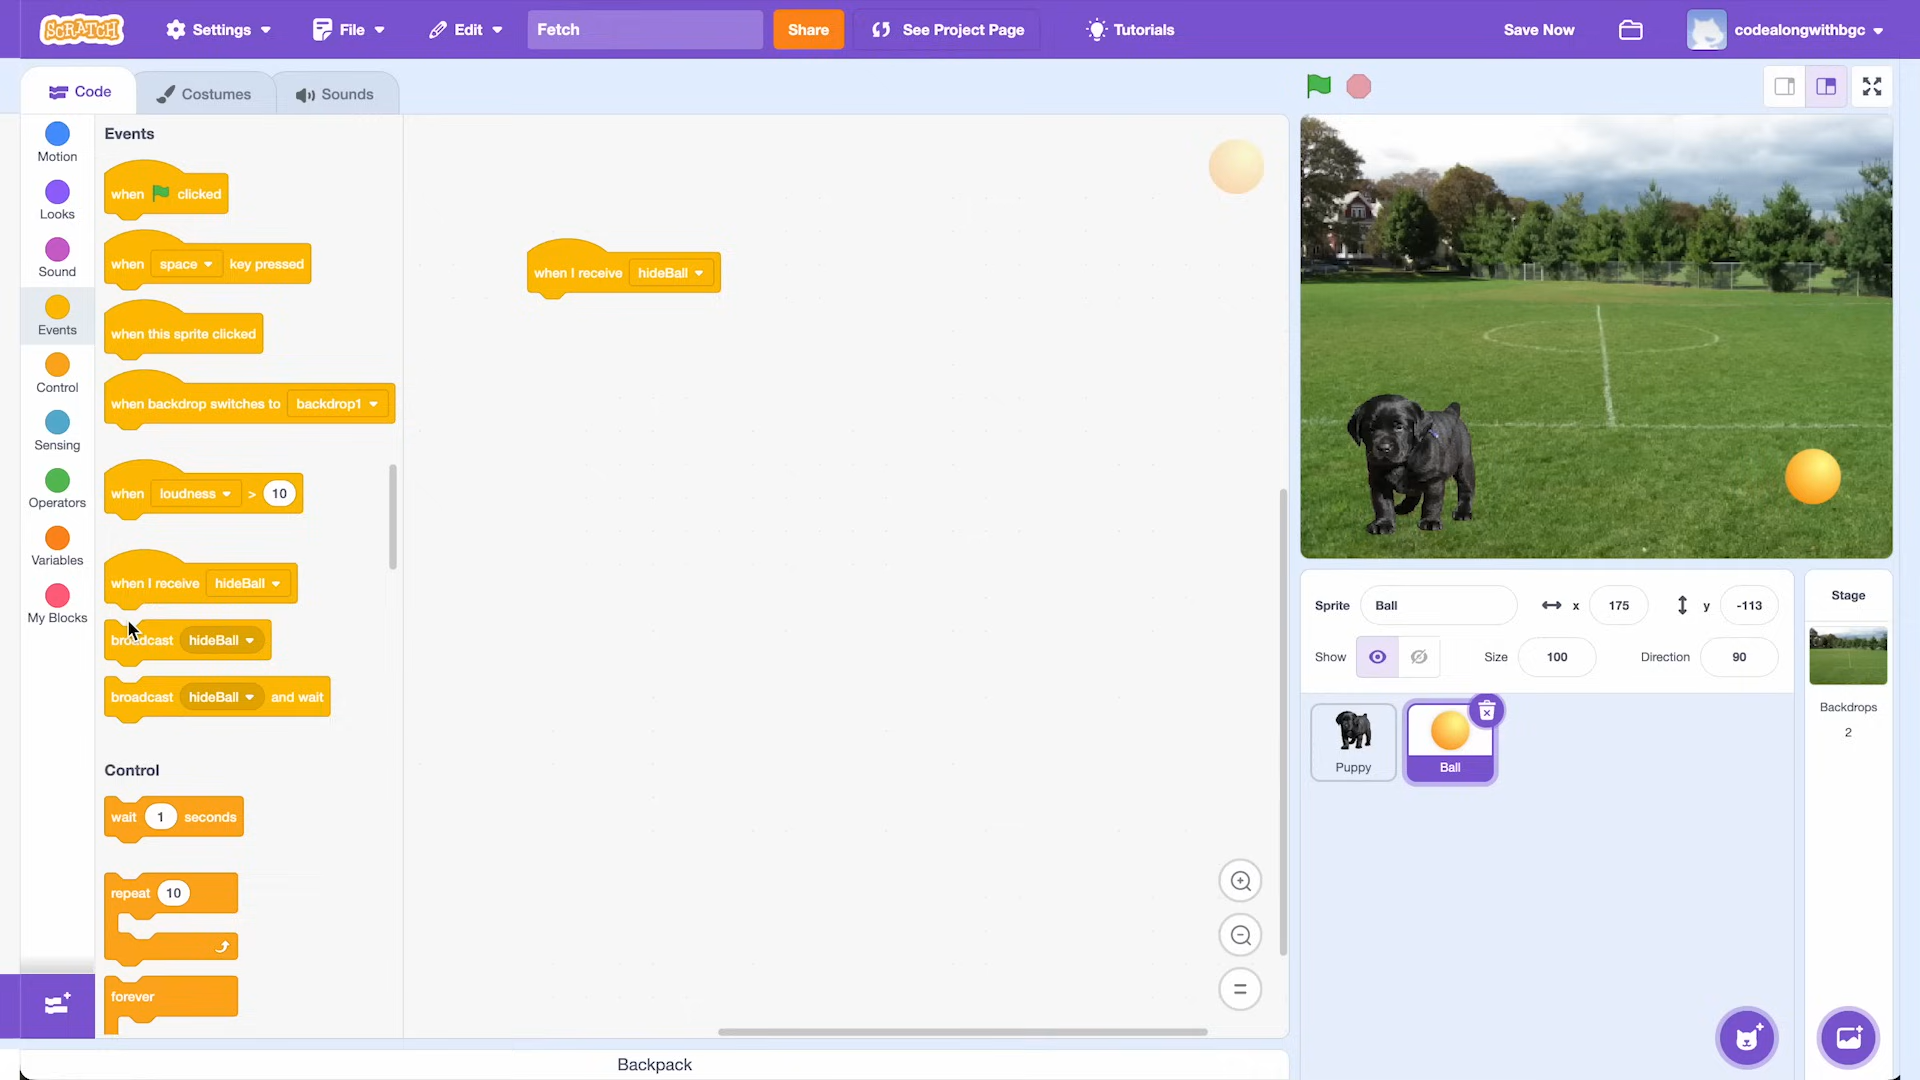 SCRATCH Settings File Edit Fetch Share See Project Page Tutorials Save Now codealongwithbgc
Code Costumes Sounds
Motion
Looks
Sound
Events
Control
Sensing
Operators
Variables
My Blocks
Events
when clicked
when space key pressed
when this sprite clicked
when backdrop switches to backdrop1
when loudness > 10
when I receive hideBall
broadcast hideBall
broadcast hideBall and wait
Control
wait 1 seconds
repeat 10
forever
when I receive hideBall
Backpack
Sprite Ball x 175 y -113
Show Size 100 Direction 90
Puppy
Ball
Stage
Backdrops
2